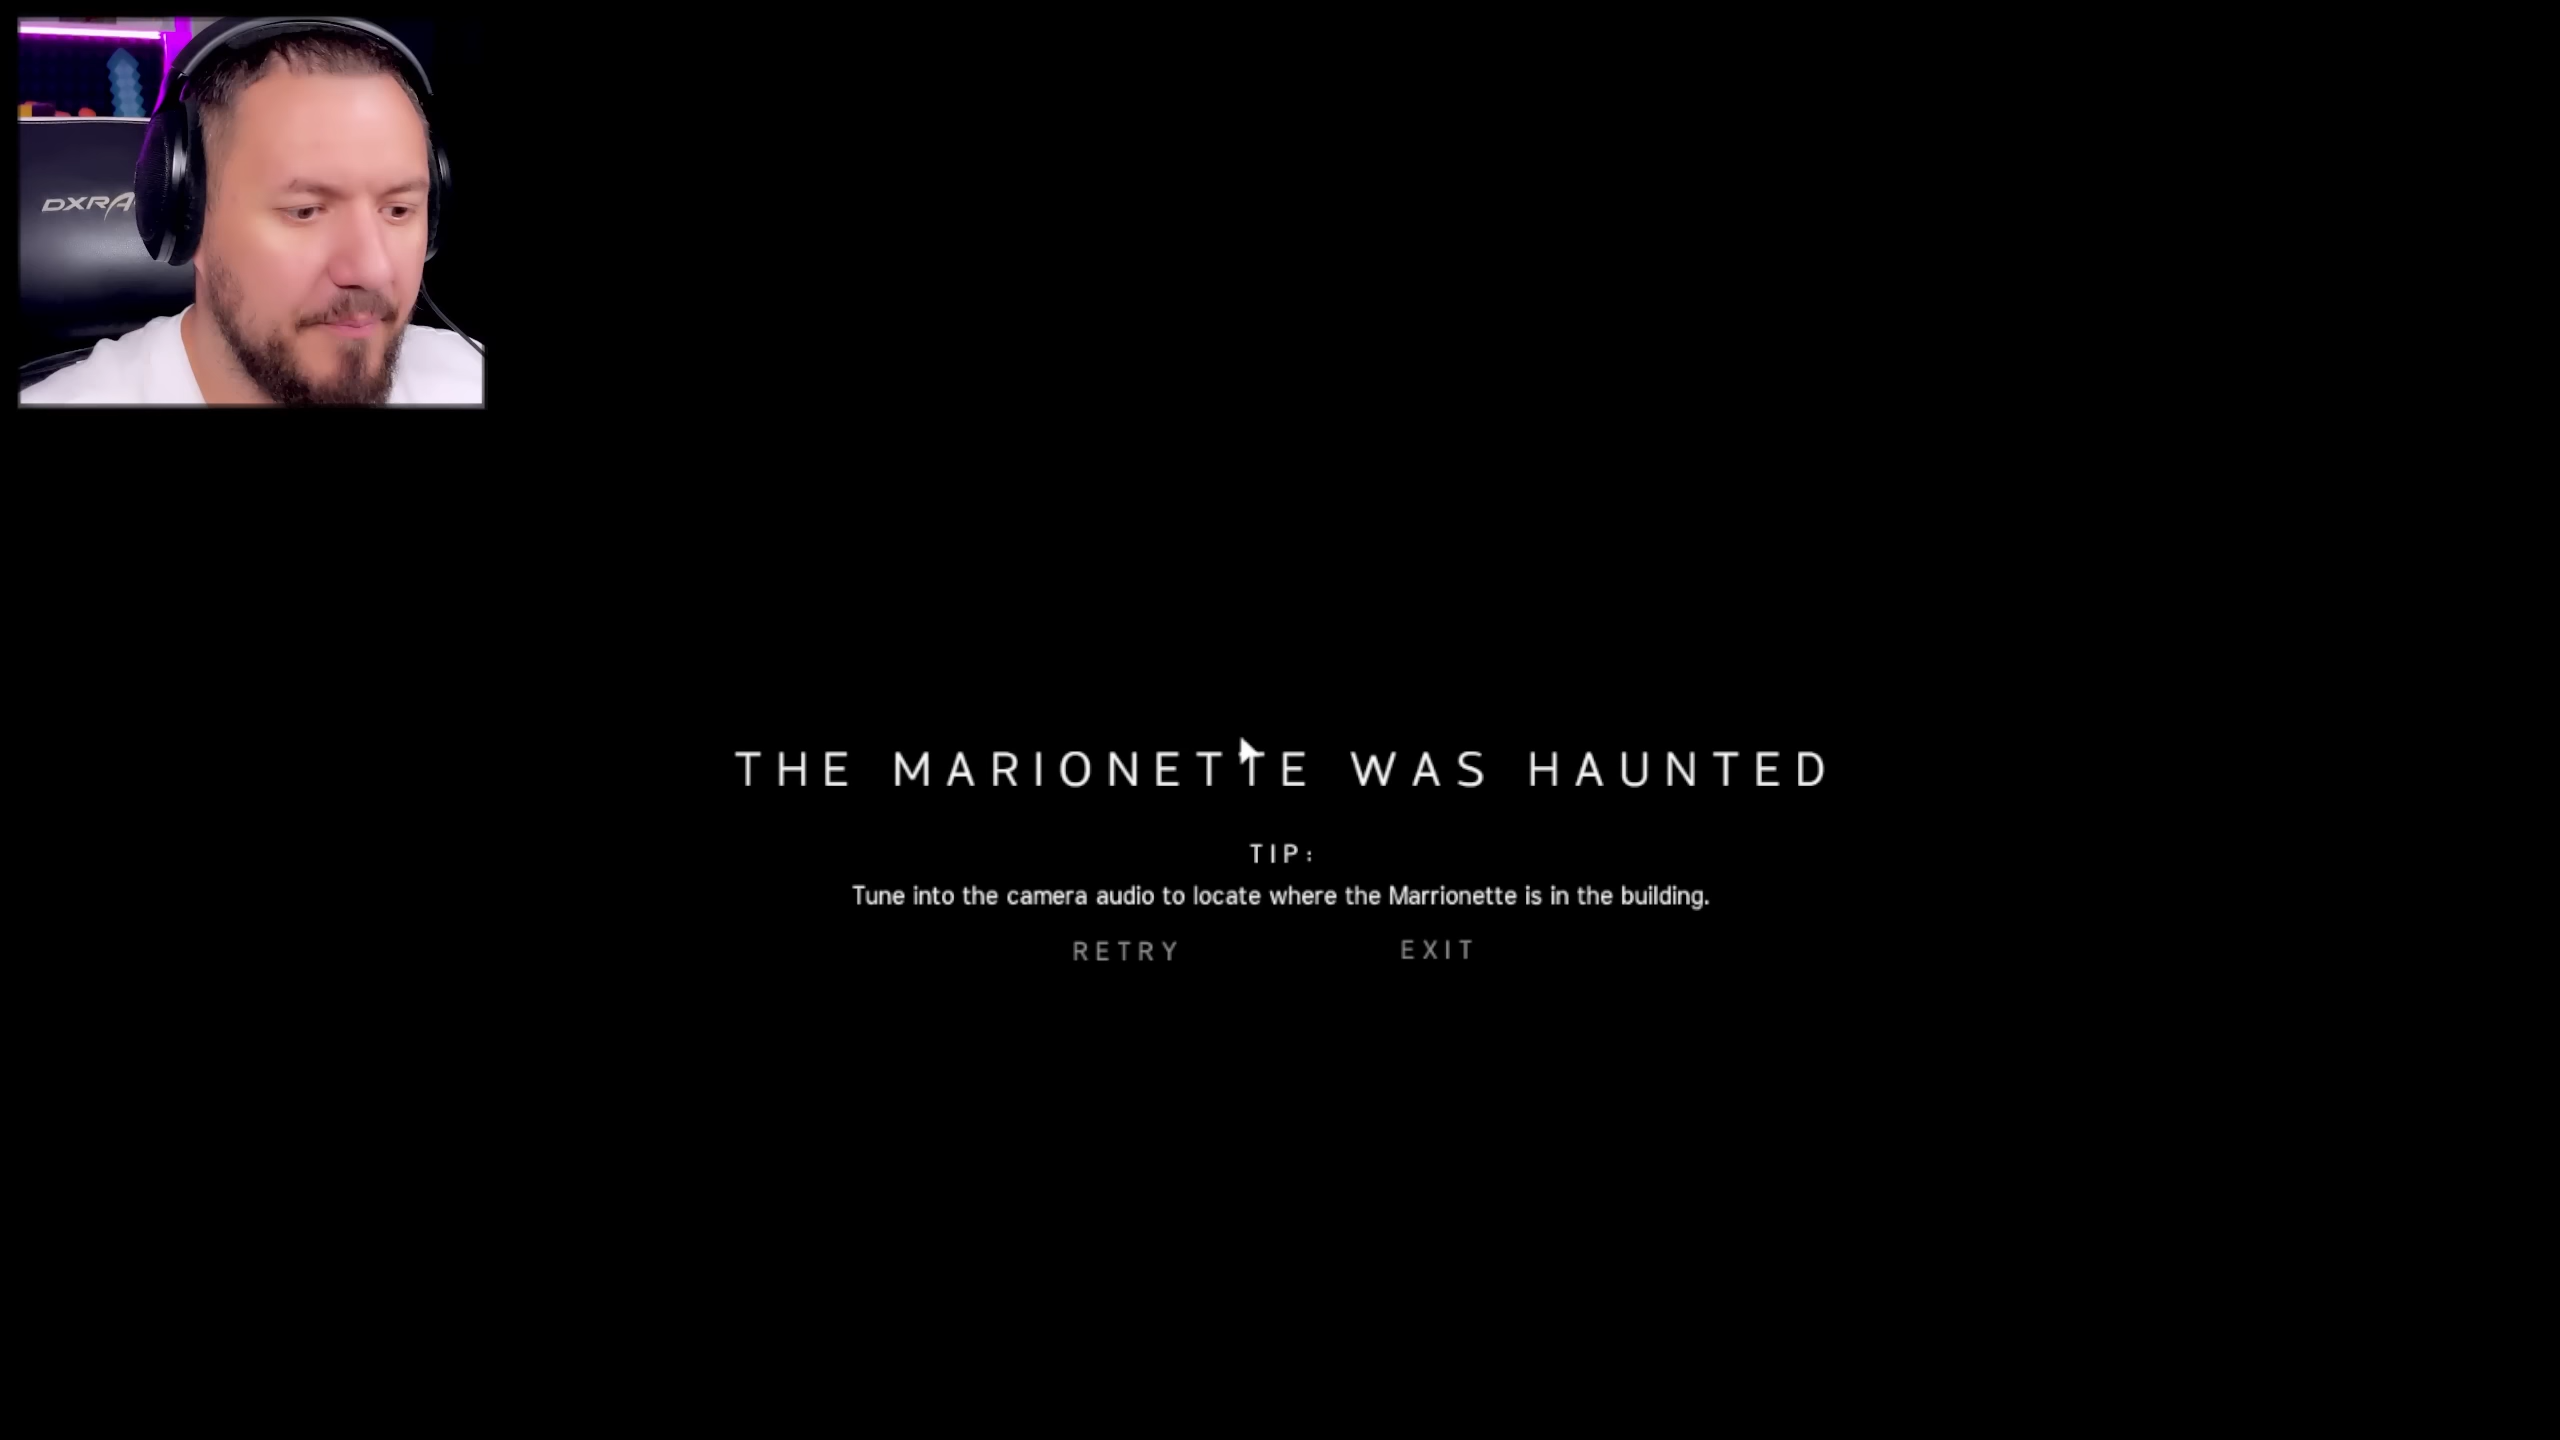 DXRA
THE MARIONETTE WAS HAUNTED
TIP:
Tune into the camera audio to locate where the Marrionette is in the building.
RETRY EXIT